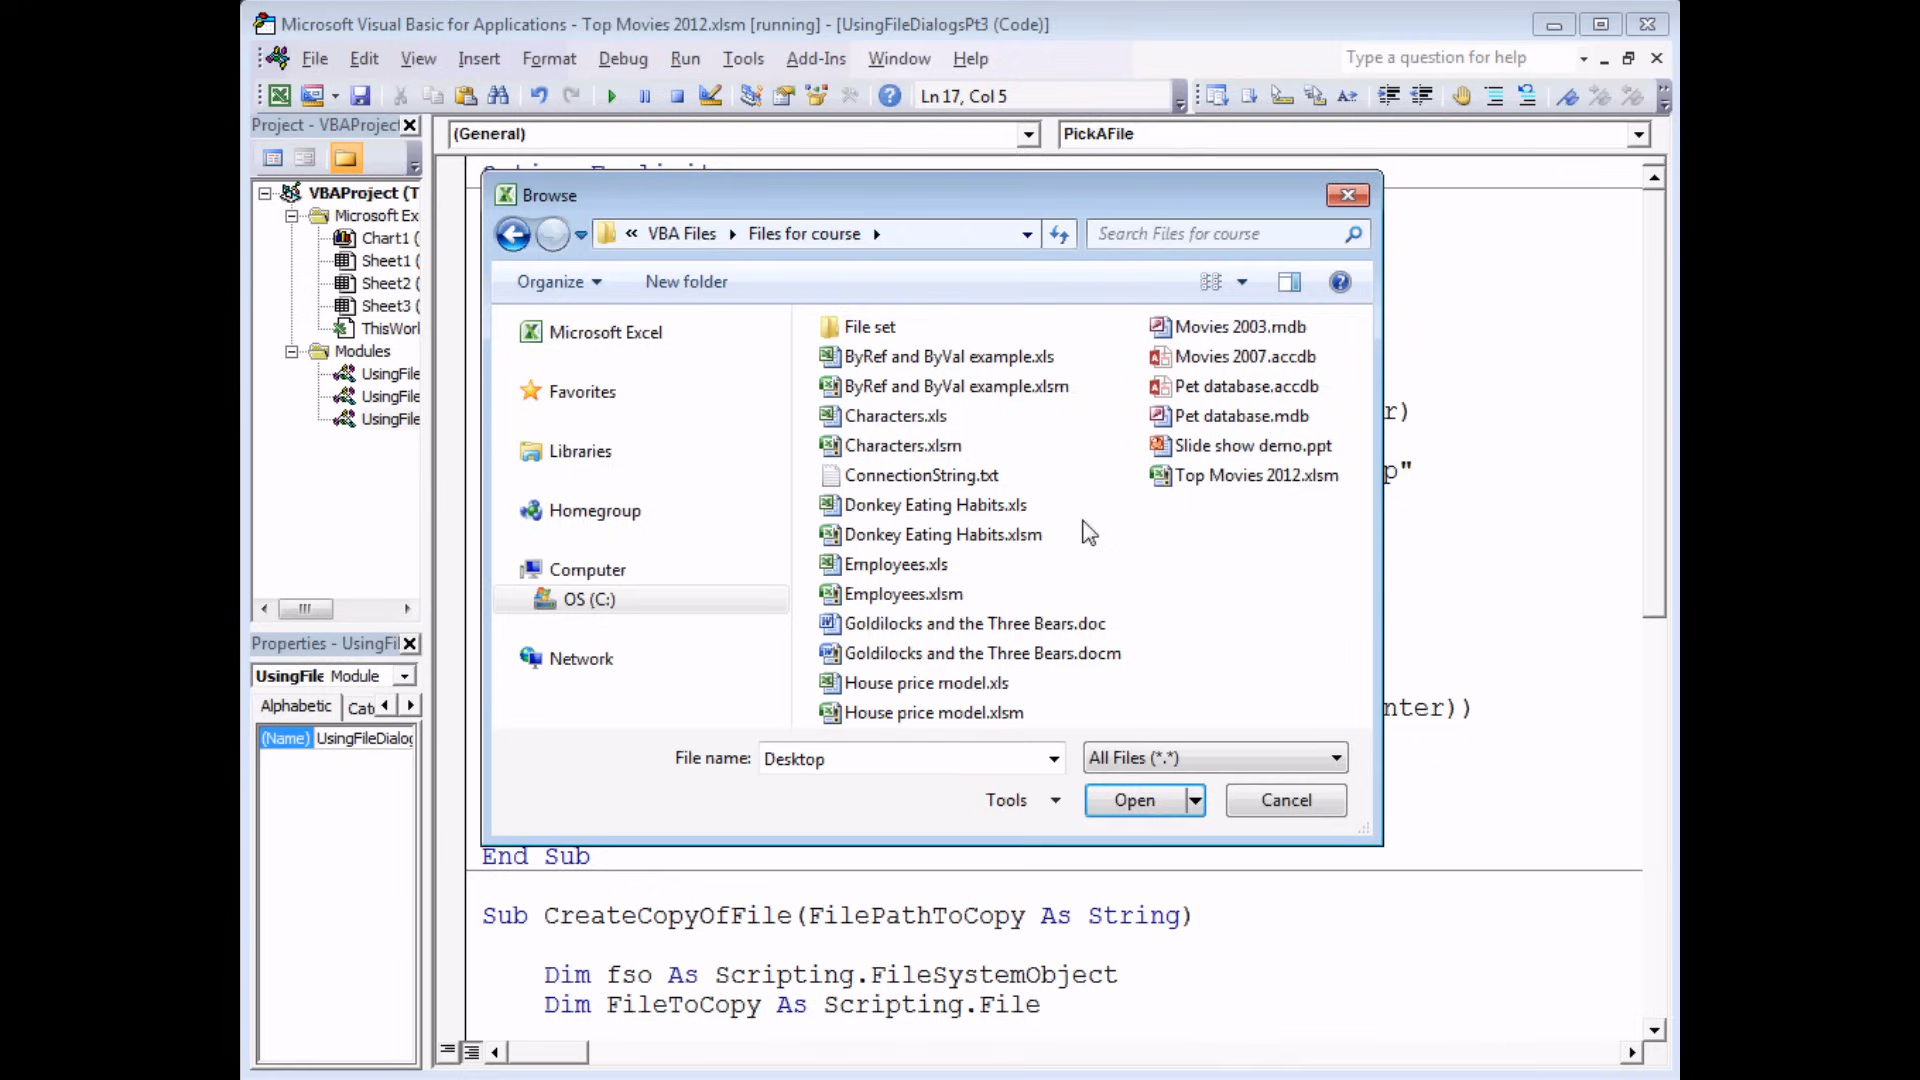 Microsoft Visual Basic for Applications - Top Movies 2012.xlsm [running] - [UsingFileDialogsPt3 (Code)]
File Edit View Insert Format Debug Run Tools Add-Ins Window Help
Type a question for help
Ln 17, Col 5
Project - VBAProject
(General)
PickAFile
VBAProject (T
Microsoft Ex
Chart1 (
Sheet1 (
Sheet2 (
Sheet3 (
ThisWorl
Modules
UsingFile
UsingFile
UsingFile
Properties - UsingFil
UsingFile Module
Alphabetic Cat
(Name) UsingFileDialog
Browse
« VBA Files Files for course
Search Files for course
Organize New folder
Microsoft Excel
Favorites
Libraries
Homegroup
Computer
OS (C:)
Network
File set
ByRef and ByVal example.xls
ByRef and ByVal example.xlsm
Characters.xls
Characters.xlsm
ConnectionString.txt
Donkey Eating Habits.xls
Donkey Eating Habits.xlsm
Employees.xls
Employees.xlsm
Goldilocks and the Three Bears.doc
Goldilocks and the Three Bears.docm
House price model.xls
House price model.xlsm
Movies 2003.mdb
Movies 2007.accdb
Pet database.accdb
Pet database.mdb
Slide show demo.ppt
Top Movies 2012.xlsm
File name: Desktop
All Files (*.*)
Tools Open Cancel
r)
p"
nter))
End Sub
Sub CreateCopyOfFile(FilePathToCopy As String)
Dim fso As Scripting.FileSystemObject
Dim FileToCopy As Scripting.File